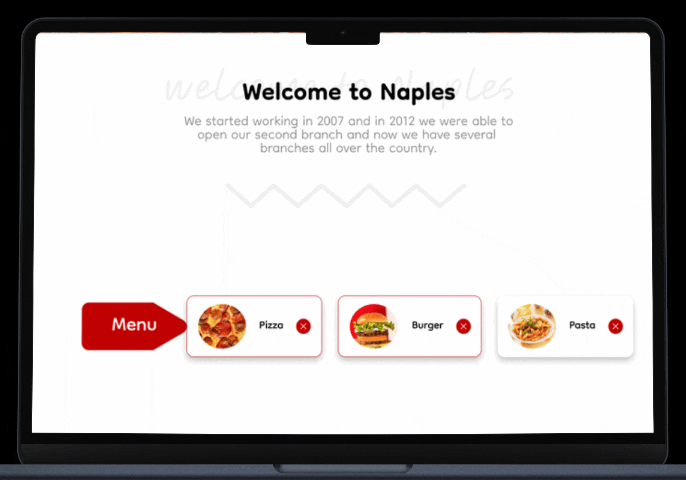 welcome to Naples
Welcome to Naples
We started working in 2007 and in 2012 we were able to
open our second branch and now we have several
branches all over the country.
Menu
Pizza
Burger
Pasta